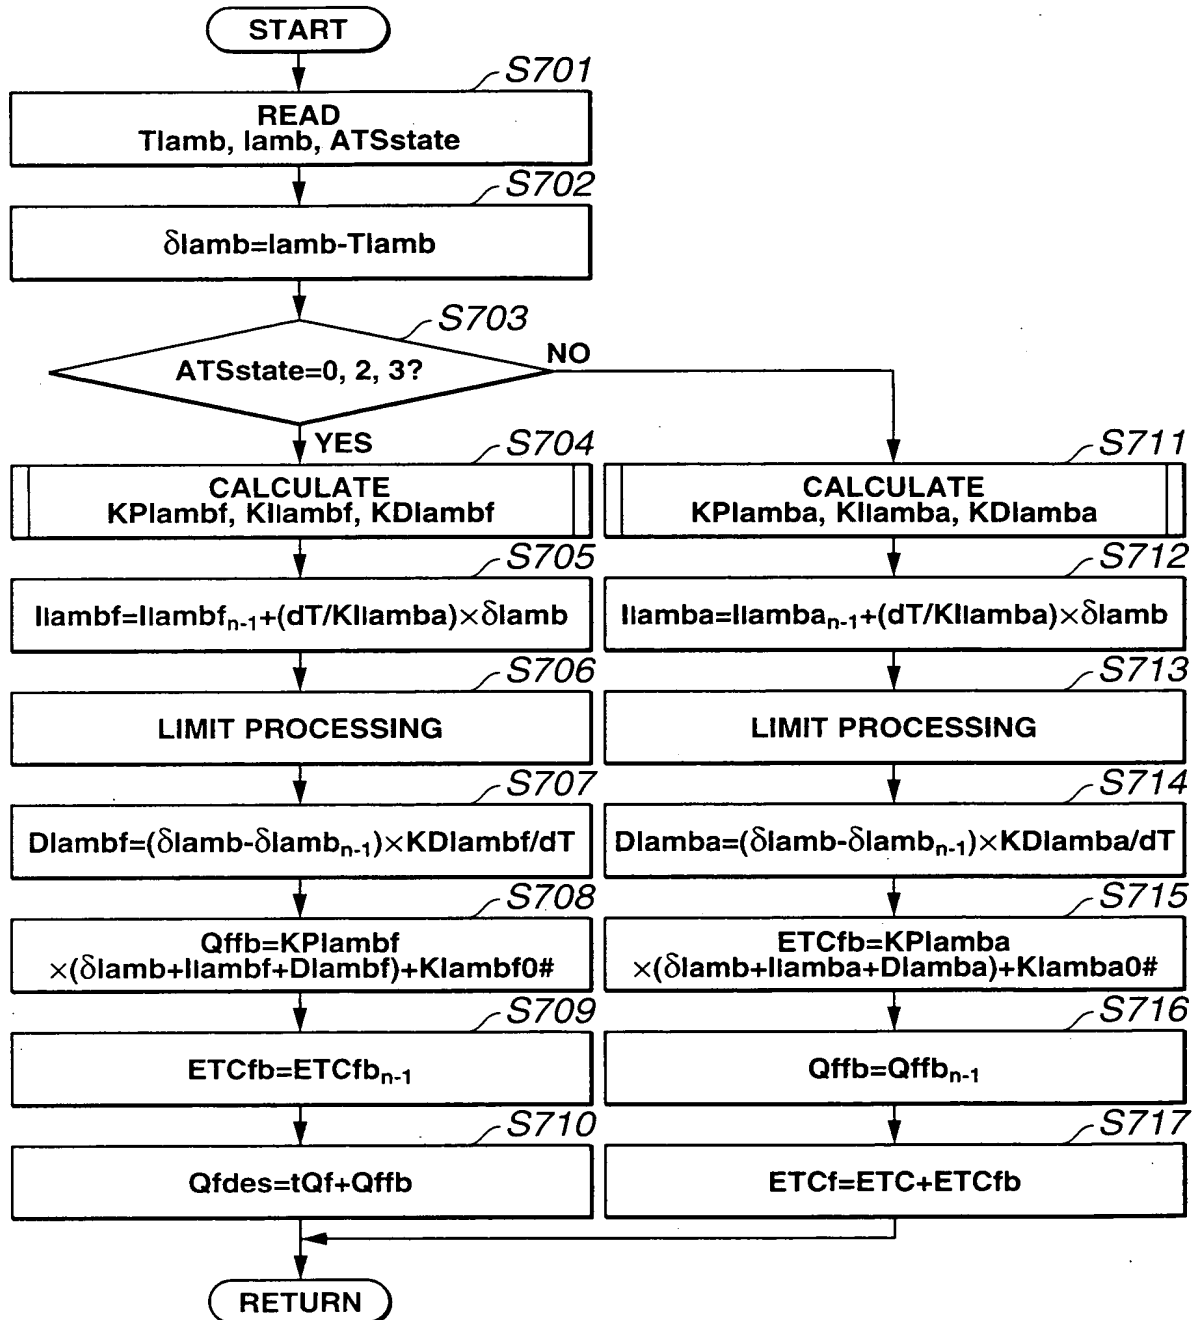 START
S701
READ
Tlamb, lamb, ATSstate
S702
δlamb=lamb-Tlamb
S703
ATSstate=0, 2, 3?
NO
YES
S704
CALCULATE
KPlambf, KIlambf, KDlambf
S705
Ilambf=Ilambfn-1+(dT/KIlamba)×δlamb
S706
LIMIT PROCESSING
S707
Dlambf=(δlamb-δlambn-1)×KDlambf/dT
S708
Qffb=KPlambf
×(δlamb+Ilambf+Dlambf)+Klambf0#
S709
ETCfb=ETCfbn-1
S710
Qfdes=tQf+Qffb
S711
CALCULATE
KPlamba, KIlamba, KDlamba
S712
Ilamba=Ilamban-1+(dT/KIlamba)×δlamb
S713
LIMIT PROCESSING
S714
Dlamba=(δlamb-δlambn-1)×KDlamba/dT
S715
ETCfb=KPlamba
×(δlamb+Ilamba+Dlamba)+Klamba0#
S716
Qffb=Qffbn-1
S717
ETCf=ETC+ETCfb
RETURN